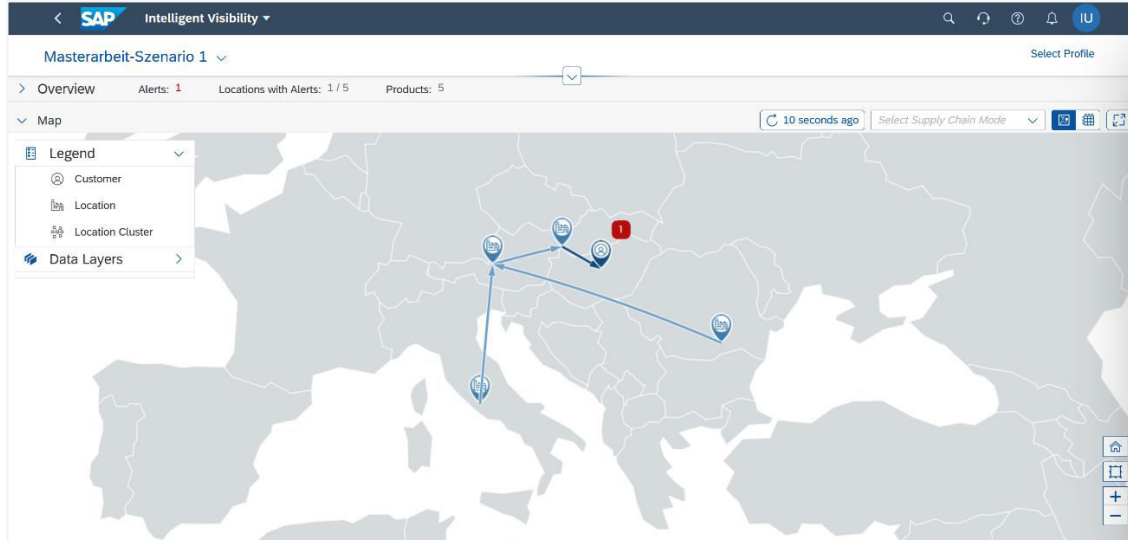 SAP Intelligent Visibility IU
Masterarbeit-Szenario 1 Select Profile
Overview Alerts: 1 Locations with Alerts: 1 / 5 Products: 5
Map 10 seconds ago Select Supply Chain Mode
Legend
Customer
Location
Location Cluster
Data Layers
1